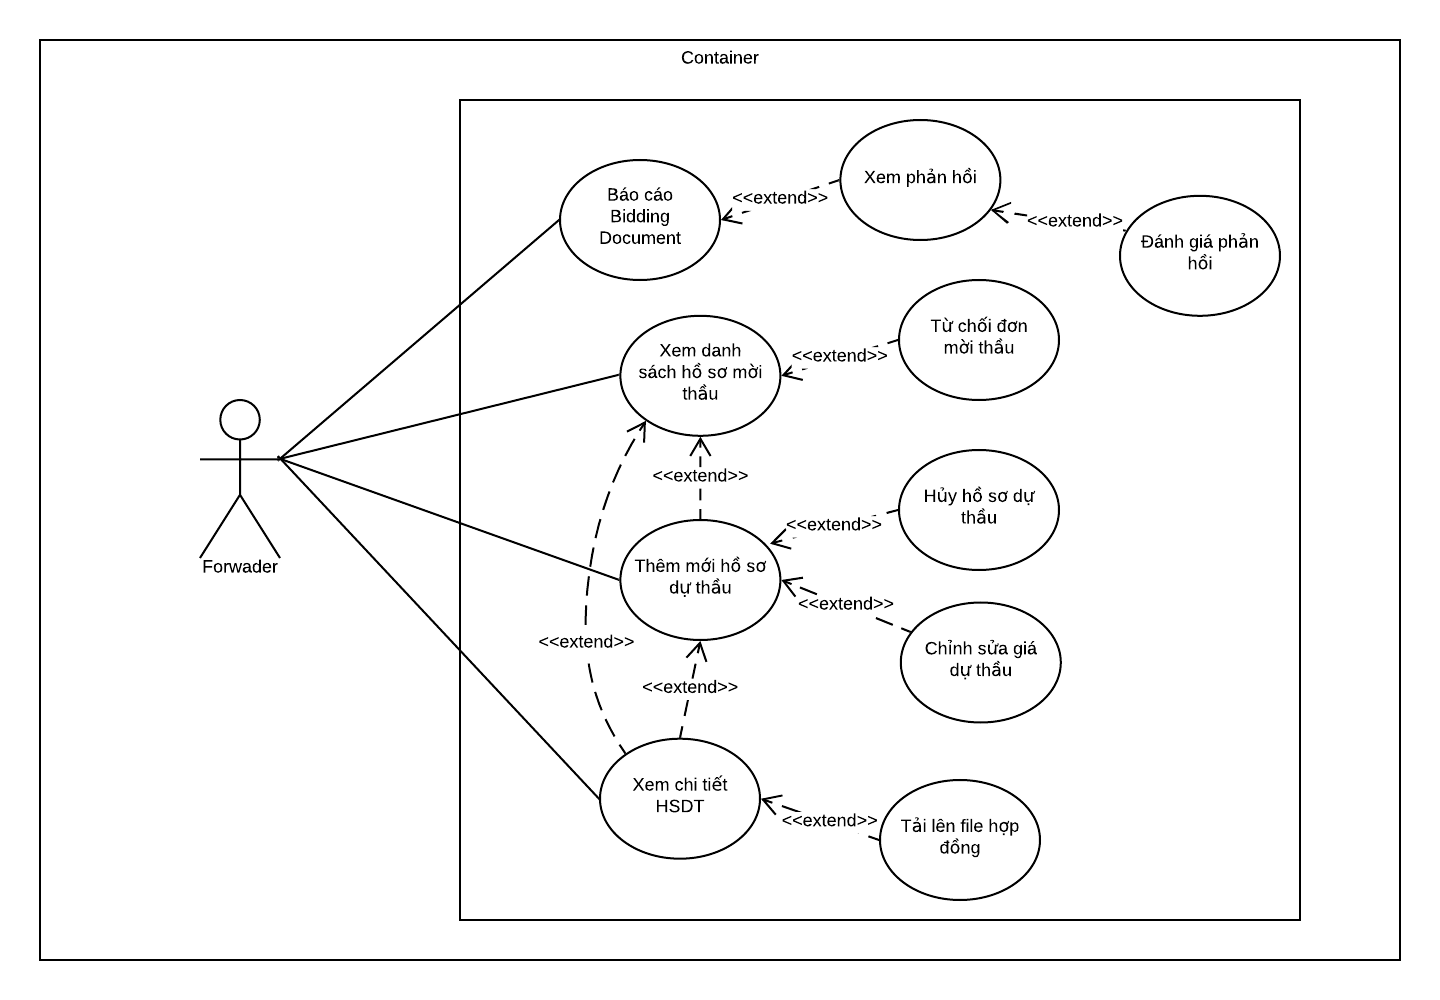 Container
Báo cáo
Bidding
Document
<<extend>>
Xem phản hồi
<<extend>>
Đánh giá phản
hồi
Xem danh
sách hồ sơ mời
thầu
<<extend>>
Từ chối đơn
mời thầu
<<extend>>
Forwader
Thêm mới hồ sơ
dự thầu
<<extend>>
Hủy hồ sơ dự
thầu
<<extend>>
Chỉnh sửa giá
dự thầu
<<extend>>
<<extend>>
Xem chi tiết
HSDT
<<extend>>
Tải lên file hợp
đồng